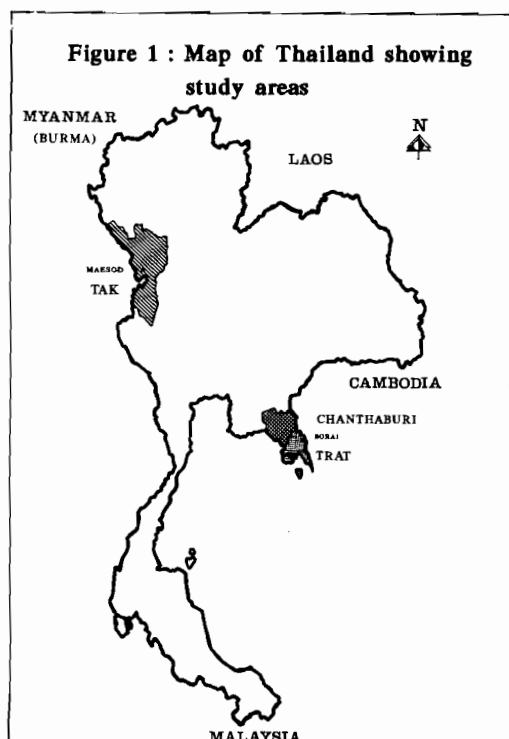 Figure 1 : Map of Thailand showing
study areas
MYANMAR
(BURMA)
N
LAOS
MAESOD
TAK
CAMBODIA
CHANTHABURI
BORAI
TRAT
MALAYSIA